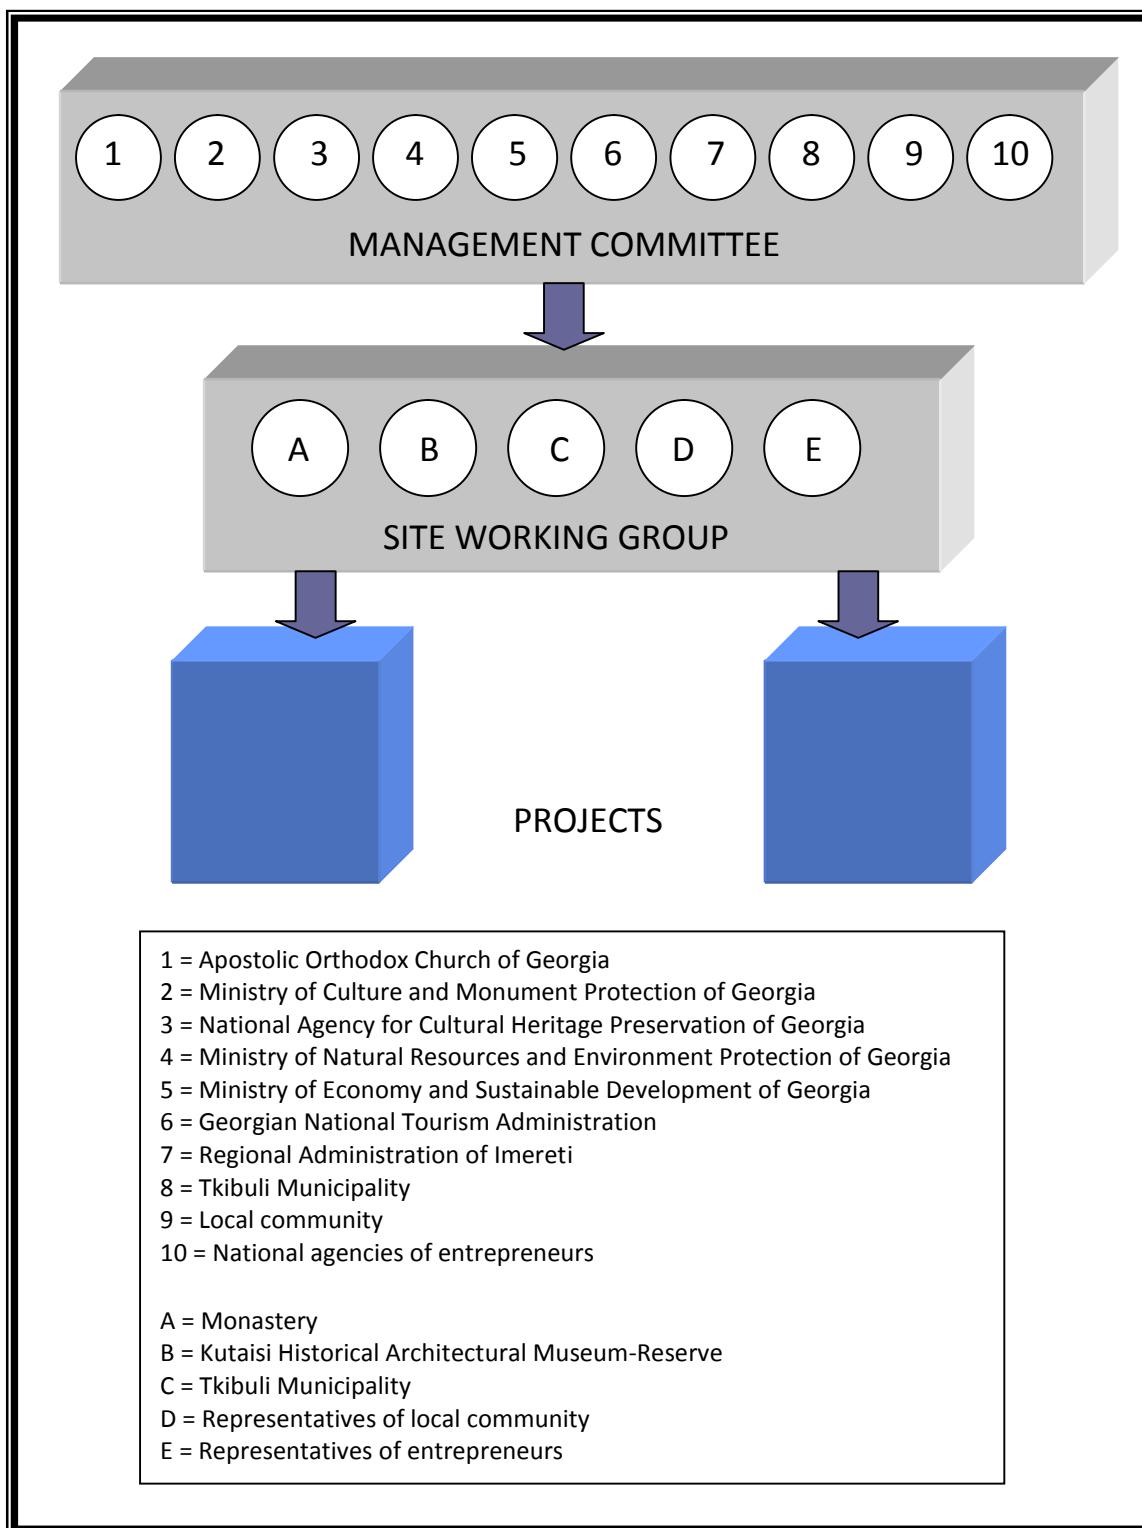 1 2 3 4 5 6 7 8 9 10
MANAGEMENT COMMITTEE
A B C D E
SITE WORKING GROUP
PROJECTS
1 = Apostolic Orthodox Church of Georgia
2 = Ministry of Culture and Monument Protection of Georgia
3 = National Agency for Cultural Heritage Preservation of Georgia
4 = Ministry of Natural Resources and Environment Protection of Georgia
5 = Ministry of Economy and Sustainable Development of Georgia
6 = Georgian National Tourism Administration
7 = Regional Administration of Imereti
8 = Tkibuli Municipality
9 = Local community
10 = National agencies of entrepreneurs
A = Monastery
B = Kutaisi Historical Architectural Museum-Reserve
C = Tkibuli Municipality
D = Representatives of local community
E = Representatives of entrepreneurs